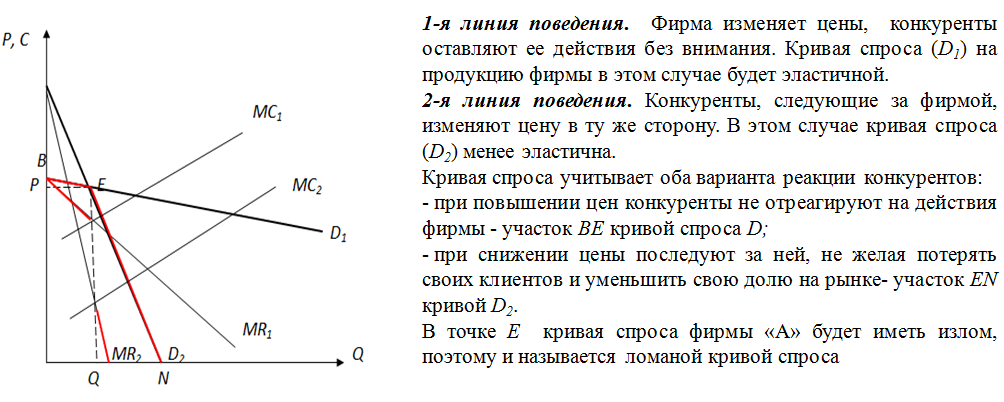 P, C
MC1
B
P
E
MC2
D1
MR1
MR2
D2
Q
Q
N
1-я линия поведения. Фирма изменяет цены, конкуренты
оставляют ее действия без внимания. Кривая спроса (D1) на
продукцию фирмы в этом случае будет эластичной.
2-я линия поведения. Конкуренты, следующие за фирмой,
изменяют цену в ту же сторону. В этом случае кривая спроса
(D2) менее эластична.
Кривая спроса учитывает оба варианта реакции конкурентов:
- при повышении цен конкуренты не отреагируют на действия
фирмы - участок BE кривой спроса D;
- при снижении цены последуют за ней, не желая потерять
своих клиентов и уменьшить свою долю на рынке- участок EN
кривой D2.
В точке E кривая спроса фирмы «А» будет иметь излом,
поэтому и называется ломаной кривой спроса